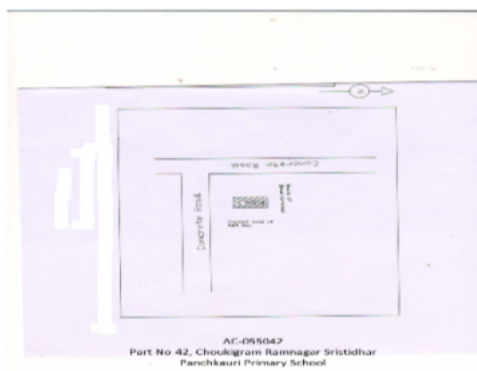 Concrete Road
Concrete Road
AC-055042
Part No 42, Choukigram Ramnagar Sristidhar
Panchkauri Primary School